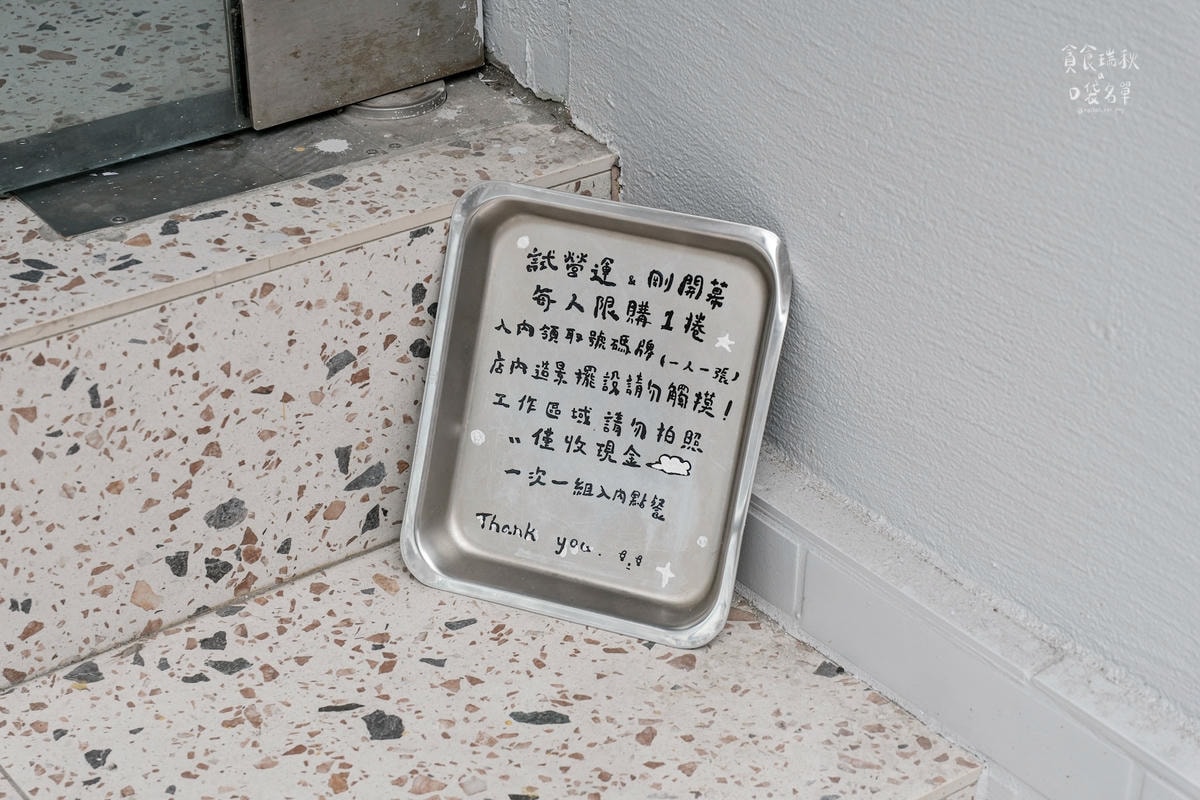 試營運 & 剛開幕
每人限購1捲
入內領取號碼牌(一人一張)
店內造景擺設請勿觸摸!
工作區域請勿拍照
"僅收現金
一次一組入內點餐
Thank you.
貪食瑞秋
a
口袋名單